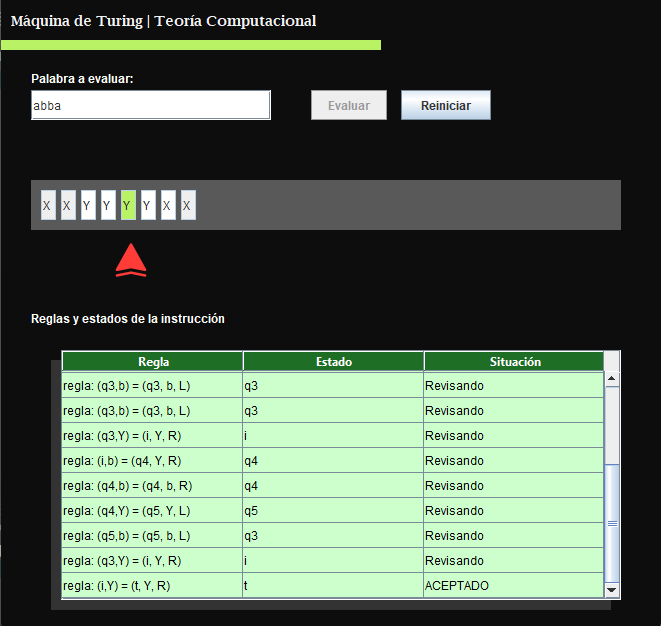 Máquina de Turing | Teoría Computacional
Palabra a evaluar:
abba Evaluar Reiniciar
X X Y Y Y Y X X
Reglas y estados de la instrucción
Regla Estado Situación
regla: (q3,b) = (q3, b, L) q3 Revisando
regla: (q3,b) = (q3, b, L) q3 Revisando
regla: (q3,Y) = (i, Y, R) i Revisando
regla: (i,b) = (q4, Y, R) q4 Revisando
regla: (q4,b) = (q4, b, R) q4 Revisando
regla: (q4,Y) = (q5, Y, L) q5 Revisando
regla: (q5,b) = (q5, b, L) q3 Revisando
regla: (q3,Y) = (i, Y, R) i Revisando
regla: (i,Y) = (t, Y, R) t ACEPTADO